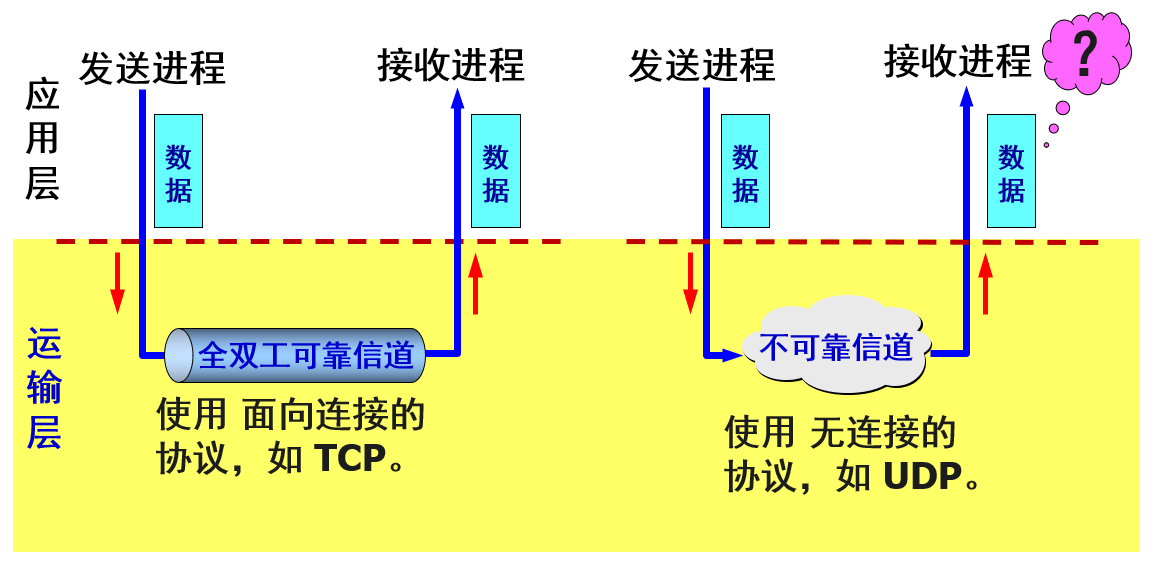 应用层
发送进程
接收进程
发送进程
接收进程
?
数据
数据
数据
数据
运输层
全双工可靠信道
使用 面向连接的
协议，如 TCP。
不可靠信道
使用 无连接的
协议，如 UDP。